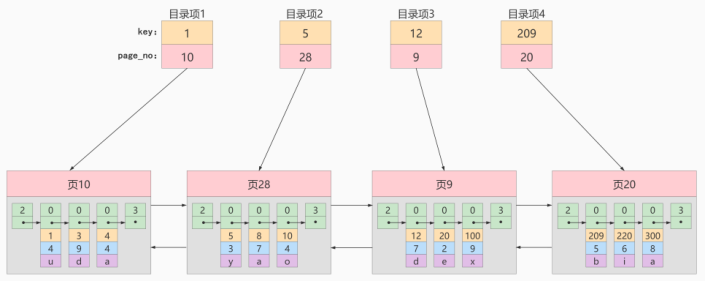 目录项1 目录项2 目录项3 目录项4
key: 1 5 12 209
page_no: 10 28 9 20
页10 页28 页9 页20
2 0 0 0 3 2 0 0 0 3 2 0 0 0 3 2 0 0 0 3
1 3 4 5 8 10 12 20 100 209 220 300
4 9 4 3 7 4 7 2 9 5 6 8
u d a y a o d e x b i a